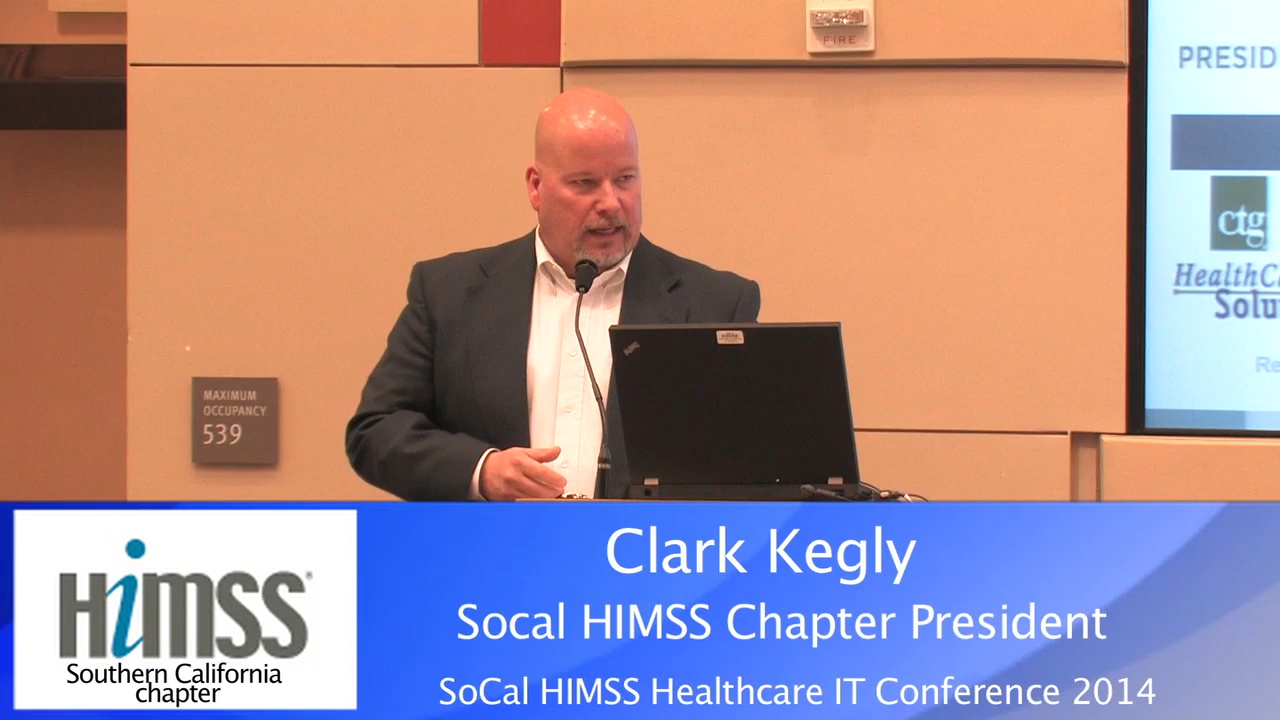 FIRE
PRESID
ctg
HealthC
Solu
Re
MAXIMUM
OCCUPANCY
539
HiMSS®
Southern California
chapter
Clark Kegly
Socal HIMSS Chapter President
SoCal HIMSS Healthcare IT Conference 2014